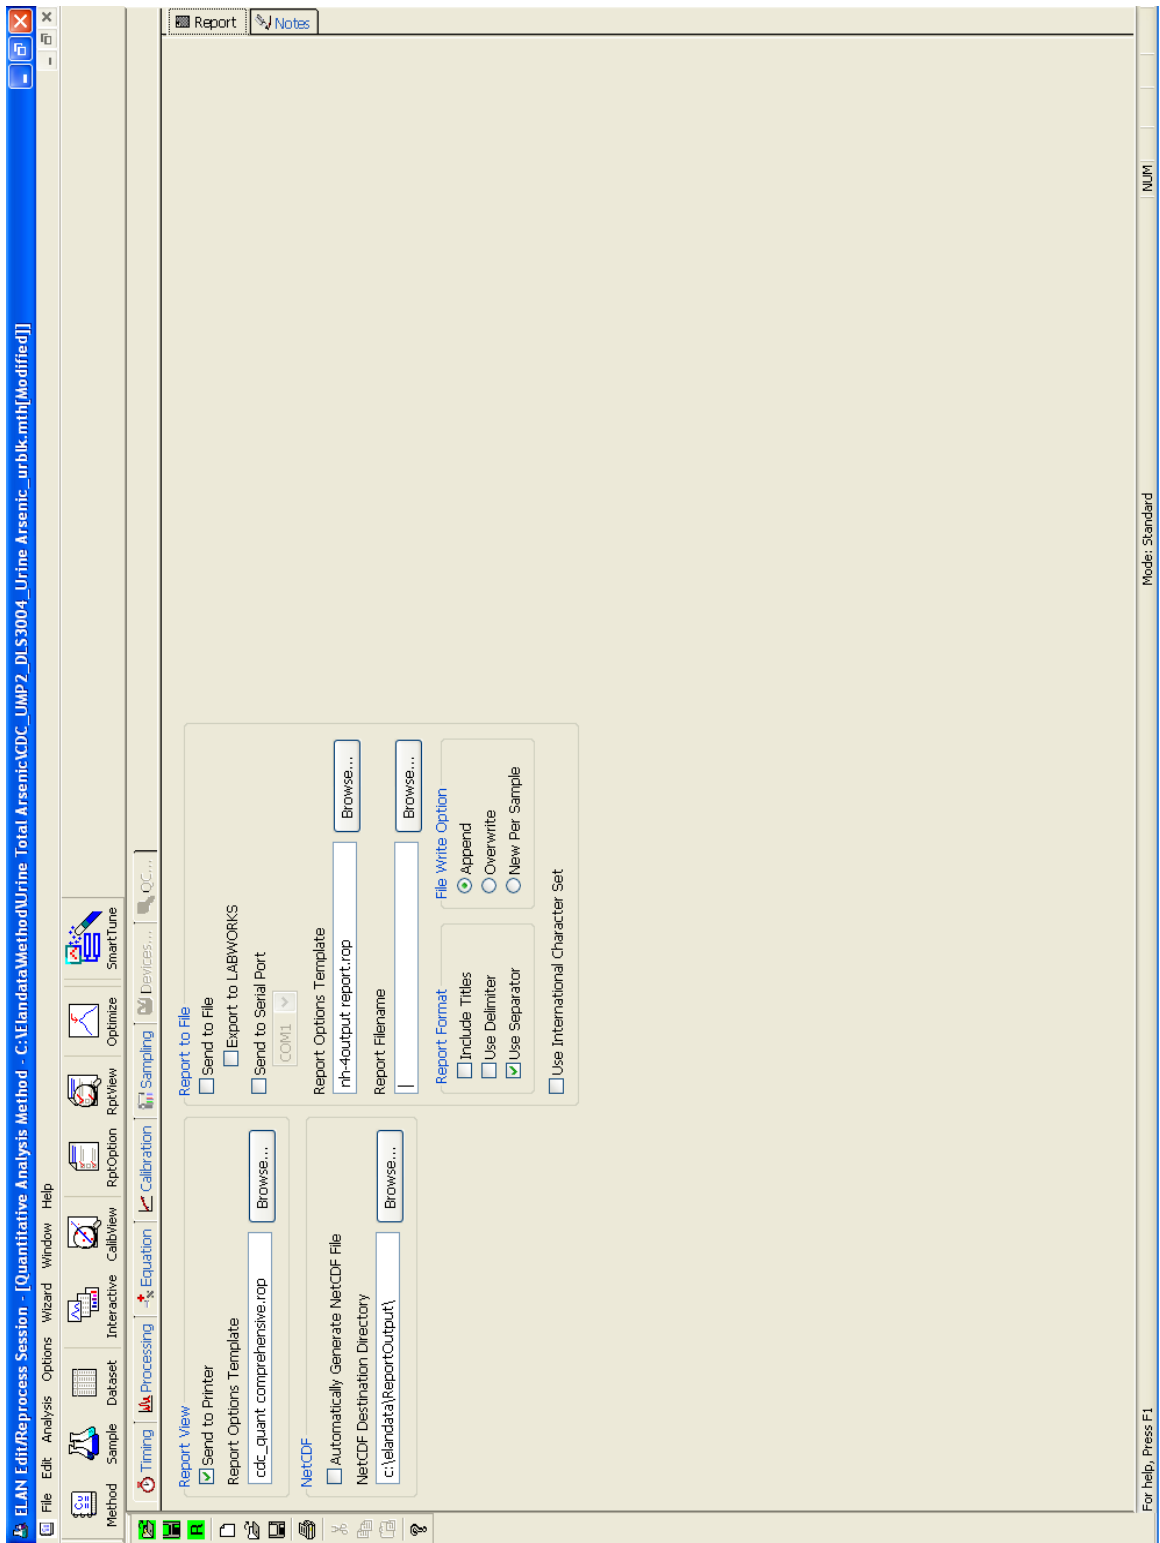 ELAN Edit/Reprocess Session - [Quantitative Analysis Method - C:\Elandata\Method\Urine Total Arsenic\CDC_UMP2_DLS3004_Urine Arsenic_urblk.mth[Modified]]
File Edit Analysis Options Wizard Window Help
Method Sample Dataset Interactive CalibView RptOption RptView Optimize SmartTune
Timing Processing Equation Calibration Sampling Devices... QC...
Report
Notes
Report View
Send to Printer
Report Options Template
cdc_quant comprehensive.rop
Browse...
NetCDF
Automatically Generate NetCDF File
NetCDF Destination Directory
c:\elandata\ReportOutput\
Browse...
Report to File
Send to File
Export to LABWORKS
Send to Serial Port
COM1
Report Options Template
nh-4output report.rop
Browse...
Report Filename
Browse...
Report Format
Include Titles
Use Delimiter
Use Separator
File Write Option
Append
Overwrite
New Per Sample
Use International Character Set
For help, Press F1
Mode: Standard
NUM